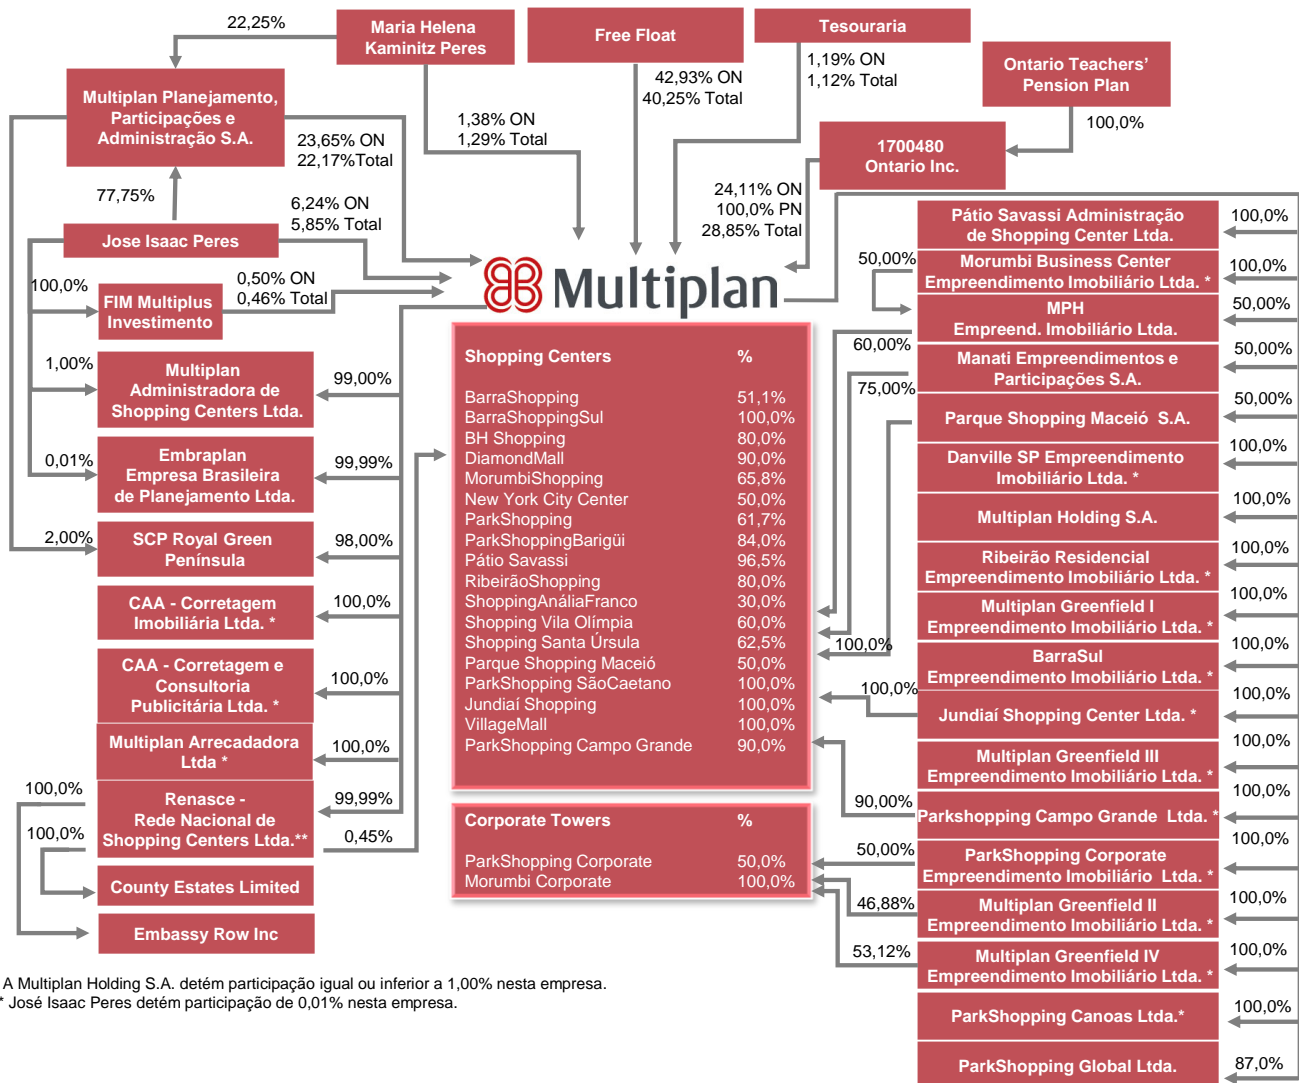 22,25%
Maria Helena
Kaminitz Peres
Free Float
Tesouraria
1,19% ON
1,12% Total
42,93% ON
40,25% Total
Ontario Teachers'
Pension Plan
100,0%
Multiplan Planejamento,
Participações e
Administração S.A.
23,65% ON
22,17%Total
1,38% ON
1,29% Total
1700480
Ontario Inc.
77,75%
6,24% ON
5,85% Total
24,11% ON
100,0% PN
28,85% Total
Jose Isaac Peres
100,0%
FIM Multiplus
Investimento
0,50% ON
0,46% Total
Multiplan
1,00%
Multiplan
Administradora de
Shopping Centers Ltda.
99,00%
0,01%
Embraplan
Empresa Brasileira
de Planejamento Ltda.
99,99%
2,00%
SCP Royal Green
Península
98,00%
CAA - Corretagem
Imobiliária Ltda. *
100,0%
CAA - Corretagem e
Consultoria
Publicitária Ltda. *
100,0%
Multiplan Arrecadadora
Ltda *
100,0%
100,0%
Renasce -
Rede Nacional de
Shopping Centers Ltda.**
99,99%
0,45%
100,0%
County Estates Limited
Embassy Row Inc
Shopping Centers %
BarraShopping 51,1%
BarraShoppingSul 100,0%
BH Shopping 80,0%
DiamondMall 90,0%
MorumbiShopping 65,8%
New York City Center 50,0%
ParkShopping 61,7%
ParkShoppingBarigüi 84,0%
Pátio Savassi 96,5%
RibeirãoShopping 80,0%
ShoppingAnáliaFranco 30,0%
Shopping Vila Olímpia 60,0%
Shopping Santa Úrsula 62,5%
Parque Shopping Maceió 50,0%
ParkShopping SãoCaetano 100,0%
Jundiaí Shopping 100,0%
VillageMall 100,0%
ParkShopping Campo Grande 90,0%
Corporate Towers %
ParkShopping Corporate 50,0%
Morumbi Corporate 100,0%
Pátio Savassi Administração
de Shopping Center Ltda.
100,0%
50,00%
Morumbi Business Center
Empreendimento Imobiliário Ltda. *
100,0%
MPH
Empreend. Imobiliário Ltda.
50,00%
60,00%
Manati Empreendimentos e
Participações S.A.
50,00%
75,00%
Parque Shopping Maceió S.A.
50,00%
100,0%
Danville SP Empreendimento
Imobiliário Ltda. *
100,0%
Multiplan Holding S.A.
100,0%
Ribeirão Residencial
Empreendimento Imobiliário Ltda. *
100,0%
Multiplan Greenfield I
Empreendimento Imobiliário Ltda. *
100,0%
BarraSul
Empreendimento Imobiliário Ltda. *
100,0%
100,0%
Jundiaí Shopping Center Ltda. *
100,0%
Multiplan Greenfield III
Empreendimento Imobiliário Ltda. *
100,0%
90,00%
Parkshopping Campo Grande Ltda. *
100,0%
50,00%
ParkShopping Corporate
Empreendimento Imobiliário Ltda. *
100,0%
46,88%
Multiplan Greenfield II
Empreendimento Imobiliário Ltda. *
100,0%
53,12%
Multiplan Greenfield IV
Empreendimento Imobiliário Ltda. *
100,0%
ParkShopping Canoas Ltda.*
100,0%
ParkShopping Global Ltda.
87,0%
A Multiplan Holding S.A. detém participação igual ou inferior a 1,00% nesta empresa.
* José Isaac Peres detém participação de 0,01% nesta empresa.